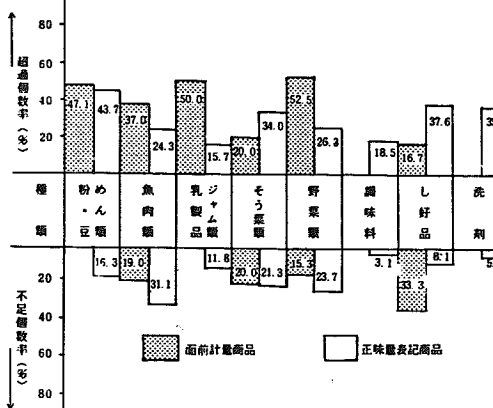 80
60
40
20
超過個数率(%)
47.1
43.7
37.0
24.3
50.0
15.7
20.0
34.0
52.5
26.3
18.5
16.7
37.6
種類
粉・豆
めん類
魚肉類
乳製品
ジャム類
そう菜類
野菜類
調味料
し好品
洗剤
16.3
19.0
31.1
11.8
20.0
21.3
15.3
23.7
3.1
33.3
8.1
20
40
60
80
不足個数率(%)
面前計量商品
正味量表記商品